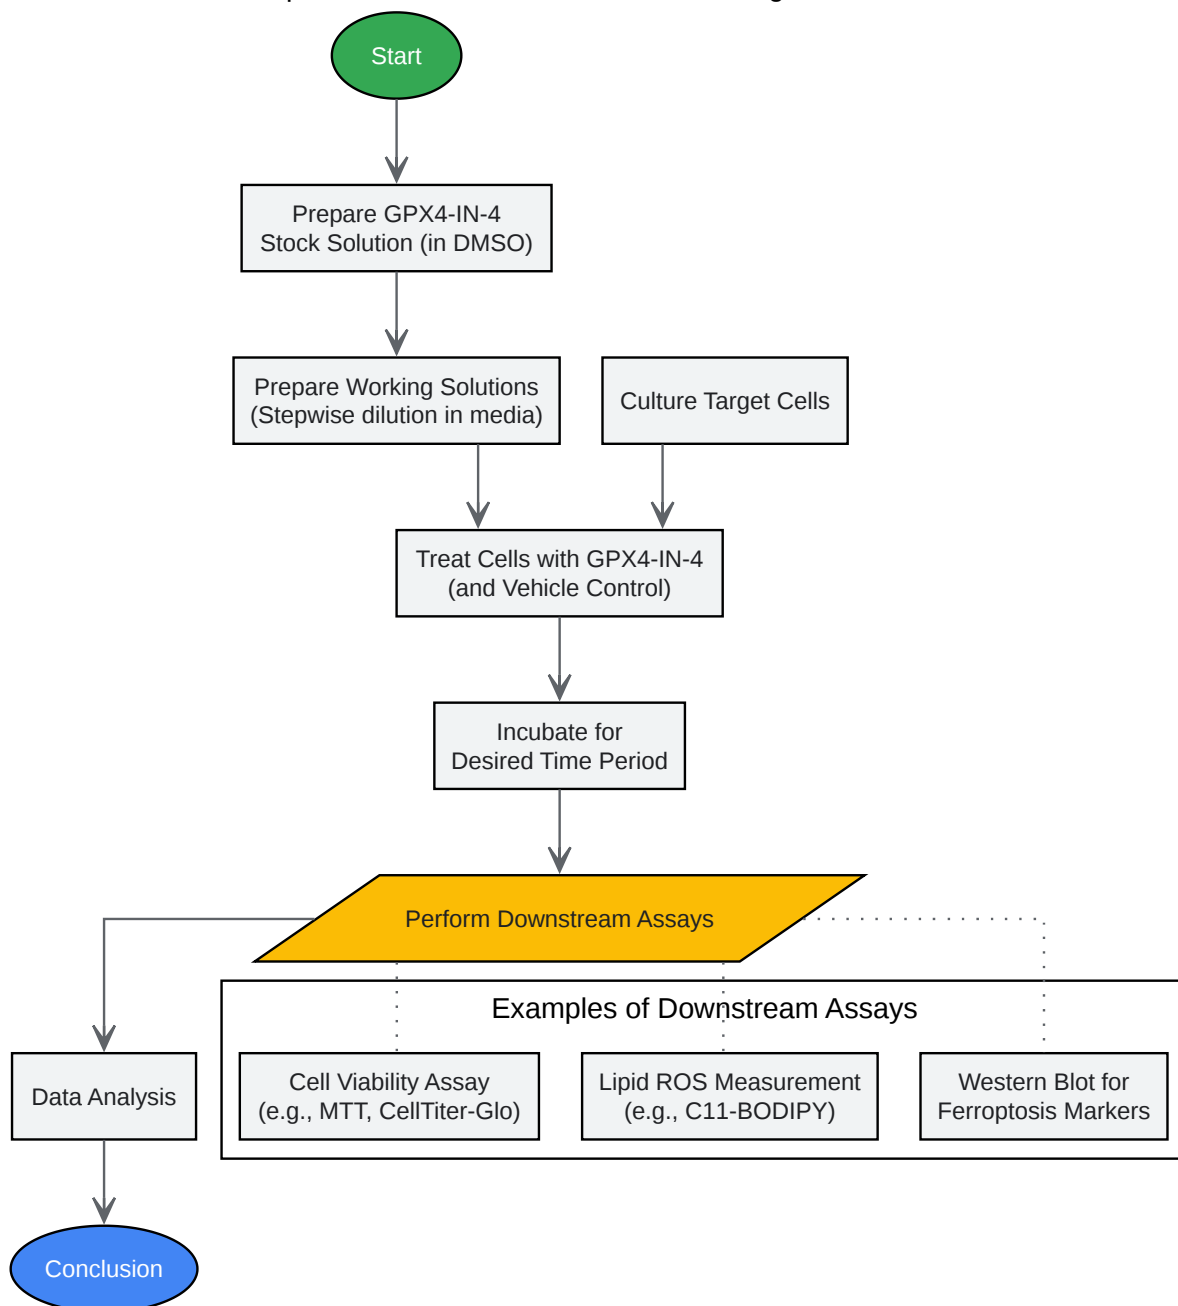 Start
Prepare GPX4-IN-4
Stock Solution (in DMSO)
Prepare Working Solutions
(Stepwise dilution in media)
Culture Target Cells
Treat Cells with GPX4-IN-4
(and Vehicle Control)
Incubate for
Desired Time Period
Perform Downstream Assays
Examples of Downstream Assays
Data Analysis
Cell Viability Assay
(e.g., MTT, CellTiter-Glo)
Lipid ROS Measurement
(e.g., C11-BODIPY)
Western Blot for
Ferroptosis Markers
Conclusion